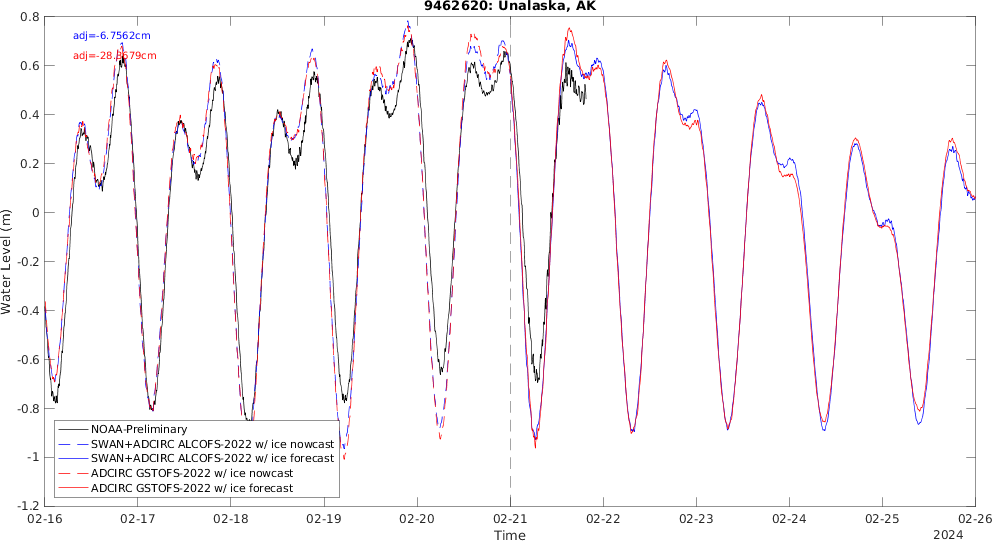 9462620: Unalaska, AK
0.8
0.6
0.4
0.2
0
-0.2
-0.4
-0.6
-0.8
-1
-1.2
Water Level (m)
adj=-6.7562cm
NOAA-Preliminary
SWAN+ADCIRC ALCOFS-2022 w/ ice nowcast
SWAN+ADCIRC ALCOFS-2022 w/ ice forecast
ADCIRC GSTOFS-2022 w/ ice nowcast
ADCIRC GSTOFS-2022 w/ ice forecast
02-16 02-17 02-18 02-19 02-20 02-21 02-22 02-23 02-24 02-25 02-26
Time
2024